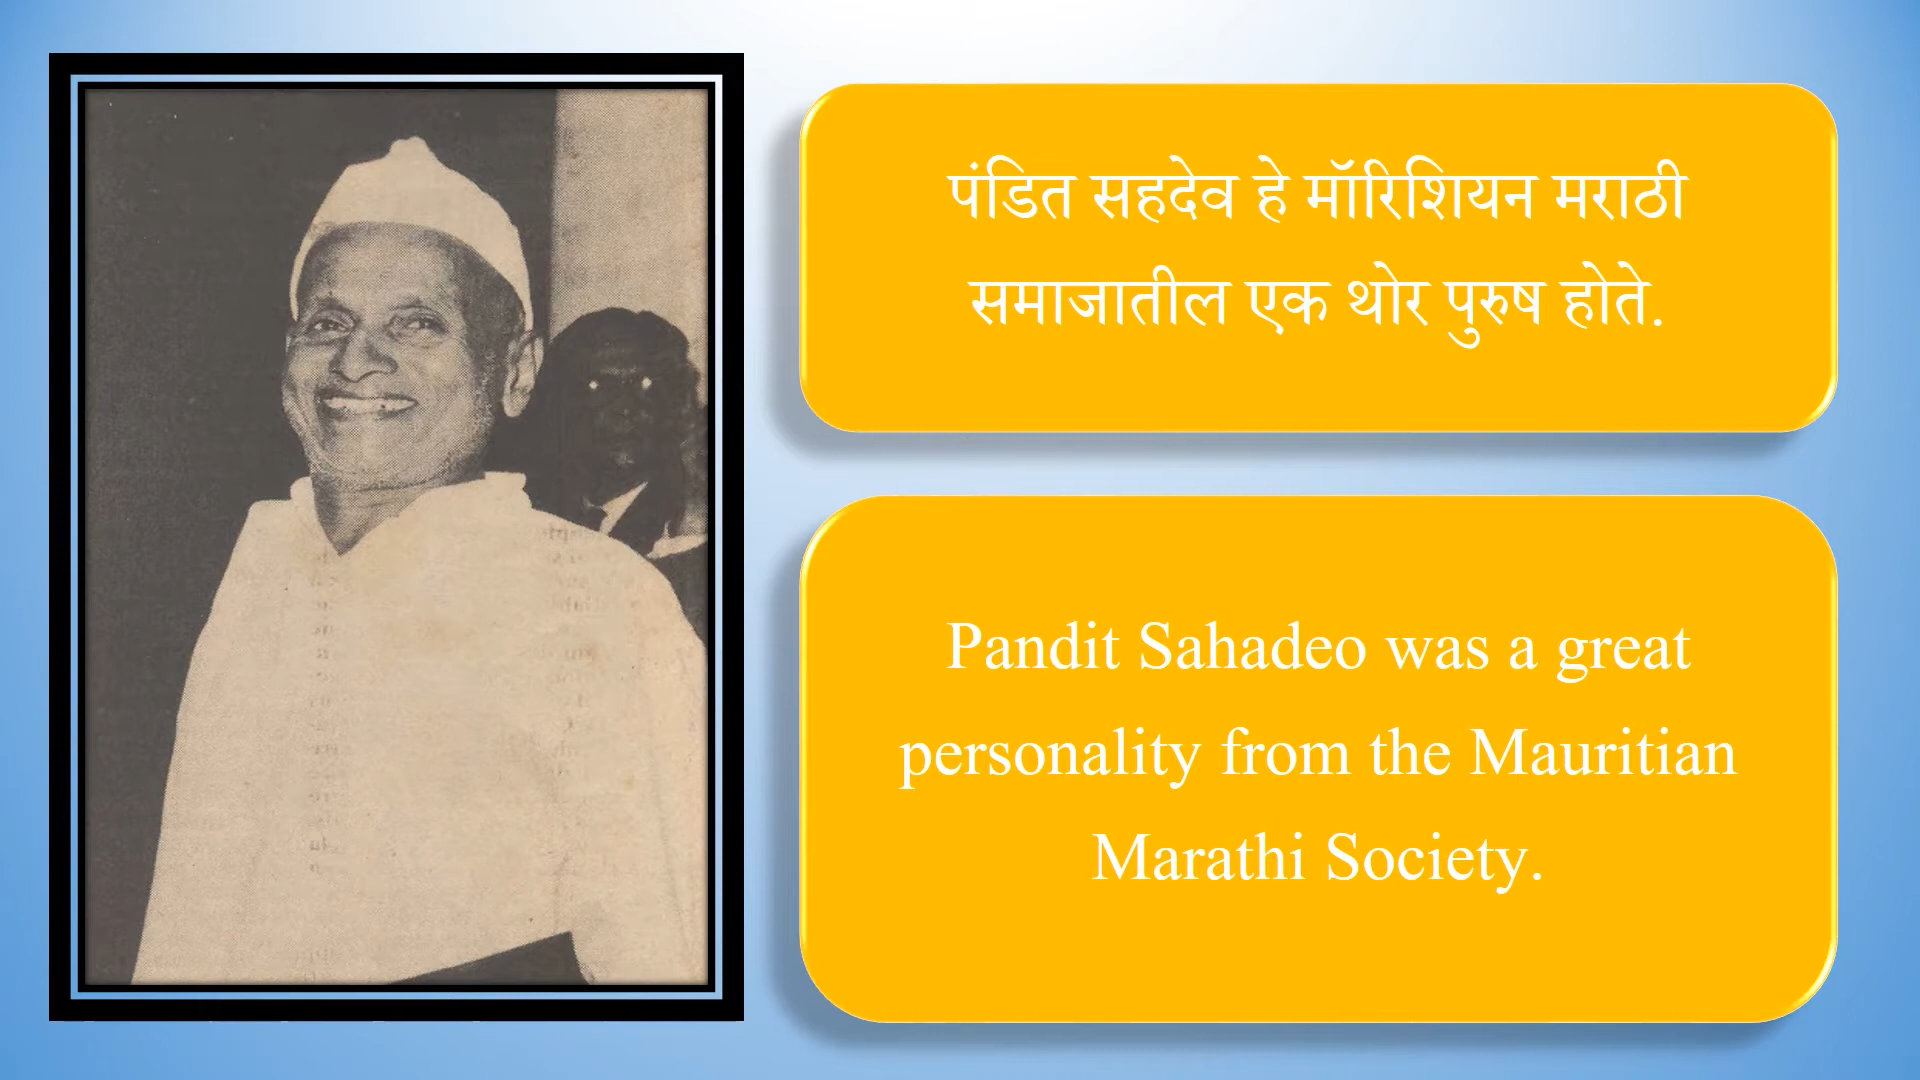 पंडित सहदेव हे मॉरिशियन मराठी
समाजातील एक थोर पुरुष होते.
Pandit Sahadeo was a great
personality from the Mauritian
Marathi Society.